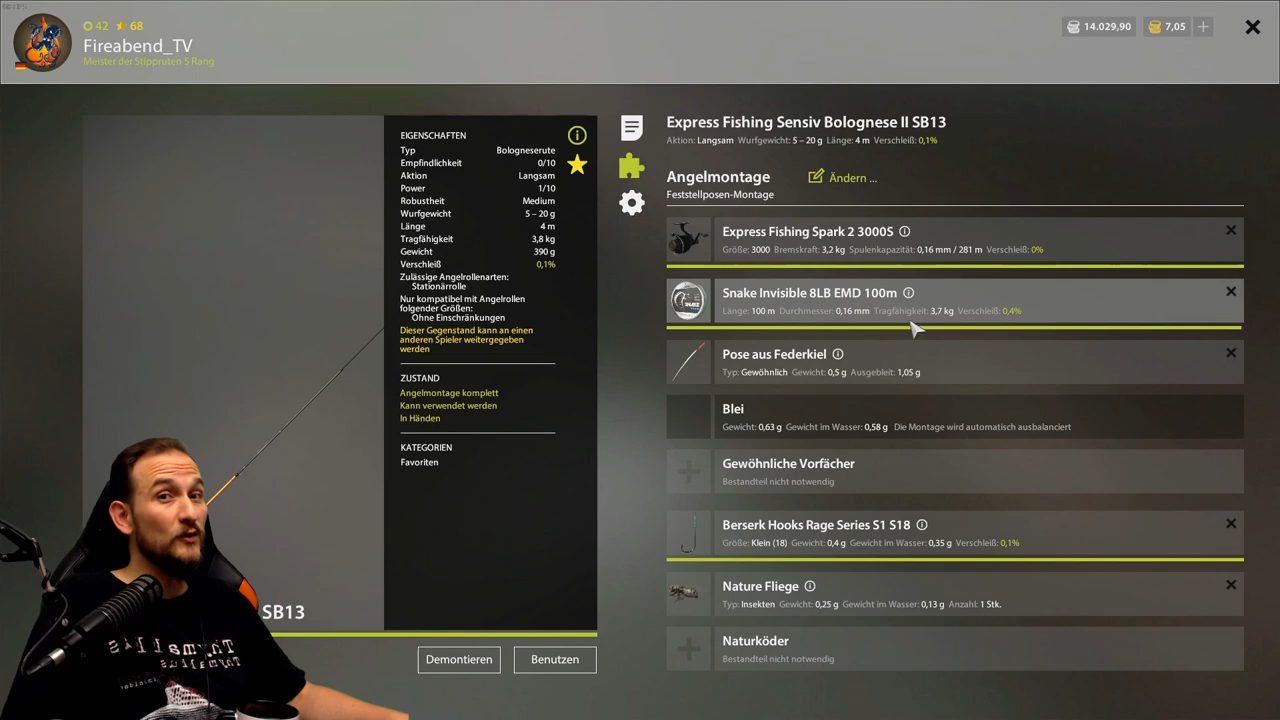 42 68
Fireabend_TV
Meister der Stippruten 5 Rang
14.029,90 7,05
EIGENSCHAFTEN
Typ Bologneserute
Empfindlichkeit 0/10
Aktion Langsam
Power 1/10
Robustheit Medium
Wurfgewicht 5 – 20 g
Länge 4 m
Tragfähigkeit 3,8 kg
Gewicht 390 g
Verschleiß 0,1%
Zulässige Angelrollenarten:
Stationärrolle
Nur kompatibel mit Angelrollen
folgender Größen:
Ohne Einschränkungen
Dieser Gegenstand kann an einen
anderen Spieler weitergegeben
werden
ZUSTAND
Angelmontage komplett
Kann verwendet werden
In Händen
KATEGORIEN
Favoriten
SB13
Demontieren Benutzen
Express Fishing Sensiv Bolognese II SB13
Aktion: Langsam Wurfgewicht: 5 – 20 g Länge: 4 m Verschleiß: 0,1%
Angelmontage Ändern ...
Feststellposen-Montage
Express Fishing Spark 2 3000S
Größe: 3000 Bremskraft: 3,2 kg Spulenkapazität: 0,16 mm / 281 m Verschleiß: 0%
Snake Invisible 8LB EMD 100m
Länge: 100 m Durchmesser: 0,16 mm Tragfähigkeit: 3,7 kg Verschleiß: 0,4%
Pose aus Federkiel
Typ: Gewöhnlich Gewicht: 0,5 g Ausgebleit: 1,05 g
Blei
Gewicht: 0,63 g Gewicht im Wasser: 0,58 g Die Montage wird automatisch ausbalanciert
Gewöhnliche Vorfächer
Bestandteil nicht notwendig
Berserk Hooks Rage Series S1 S18
Größe: Klein (18) Gewicht: 0,4 g Gewicht im Wasser: 0,35 g Verschleiß: 0,1%
Nature Fliege
Typ: Insekten Gewicht: 0,25 g Gewicht im Wasser: 0,13 g Anzahl: 1 Stk.
Naturköder
Bestandteil nicht notwendig